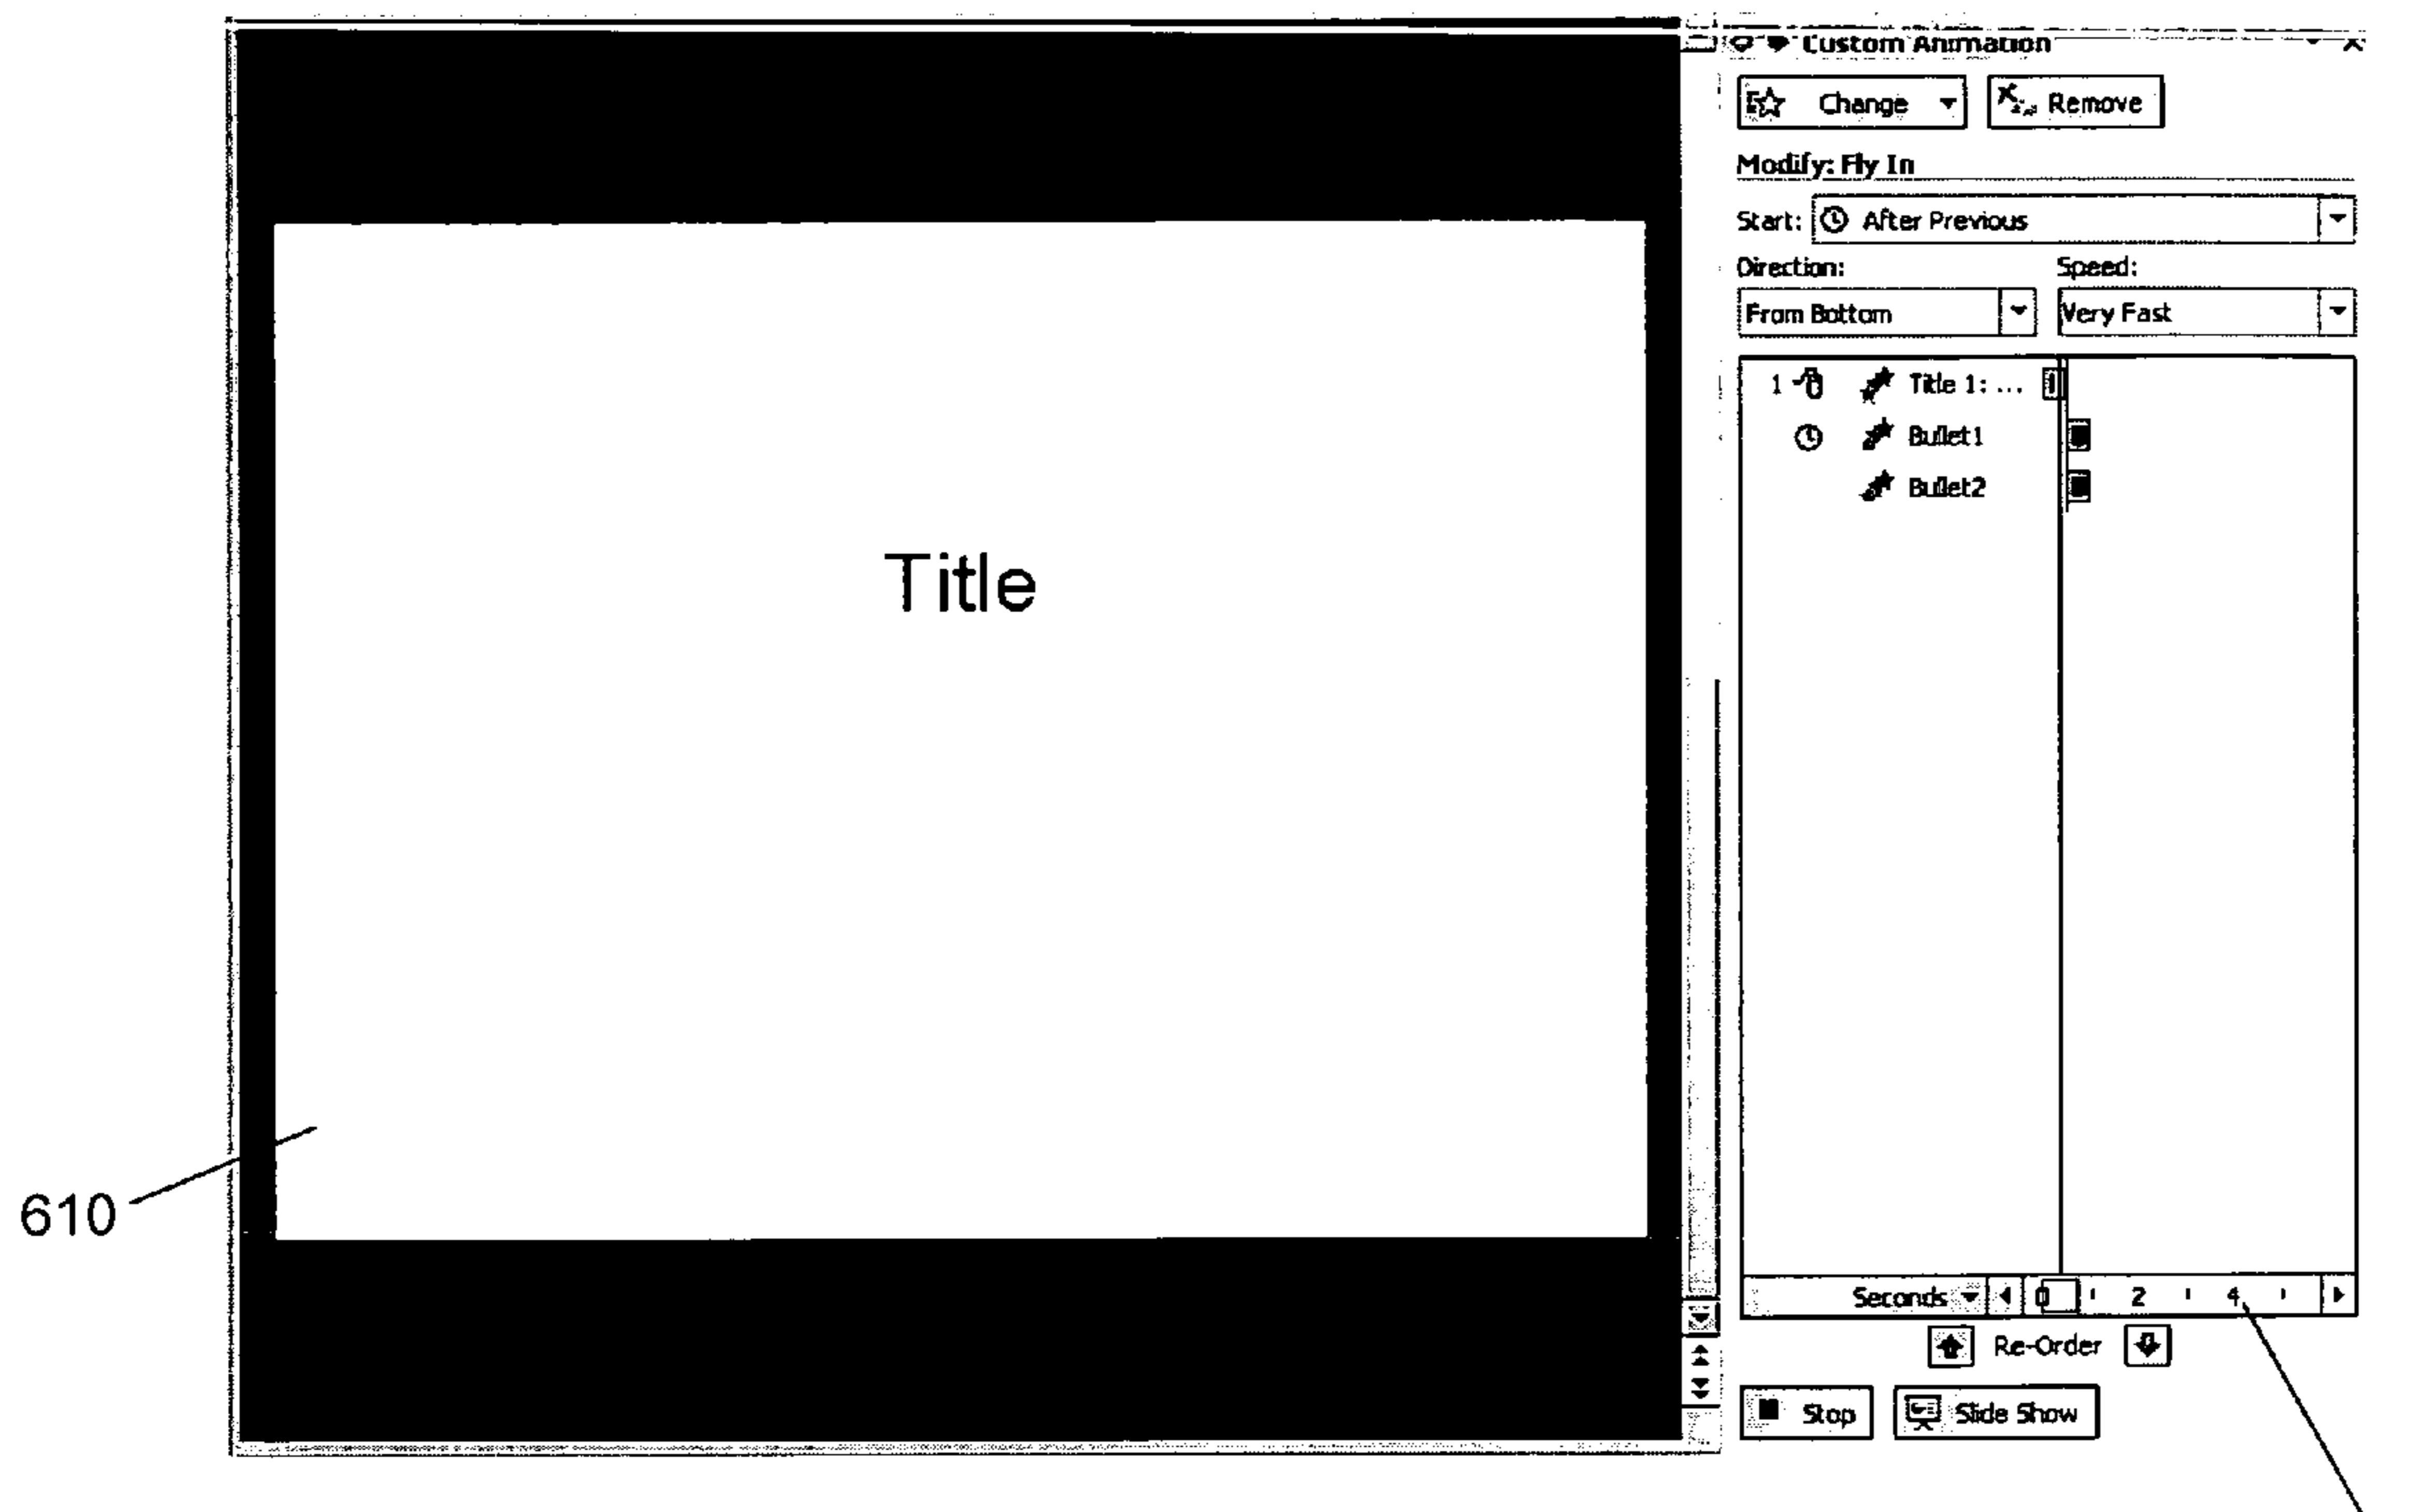 Custom Animation
Change Remove
Modify: Fly In
Start: After Previous
Direction: Speed:
From Bottom Very Fast
1 Title 1: ...
Bullet1
Bullet2
Title
610
Seconds 0 2 4
Re-Order
Stop Slide Show